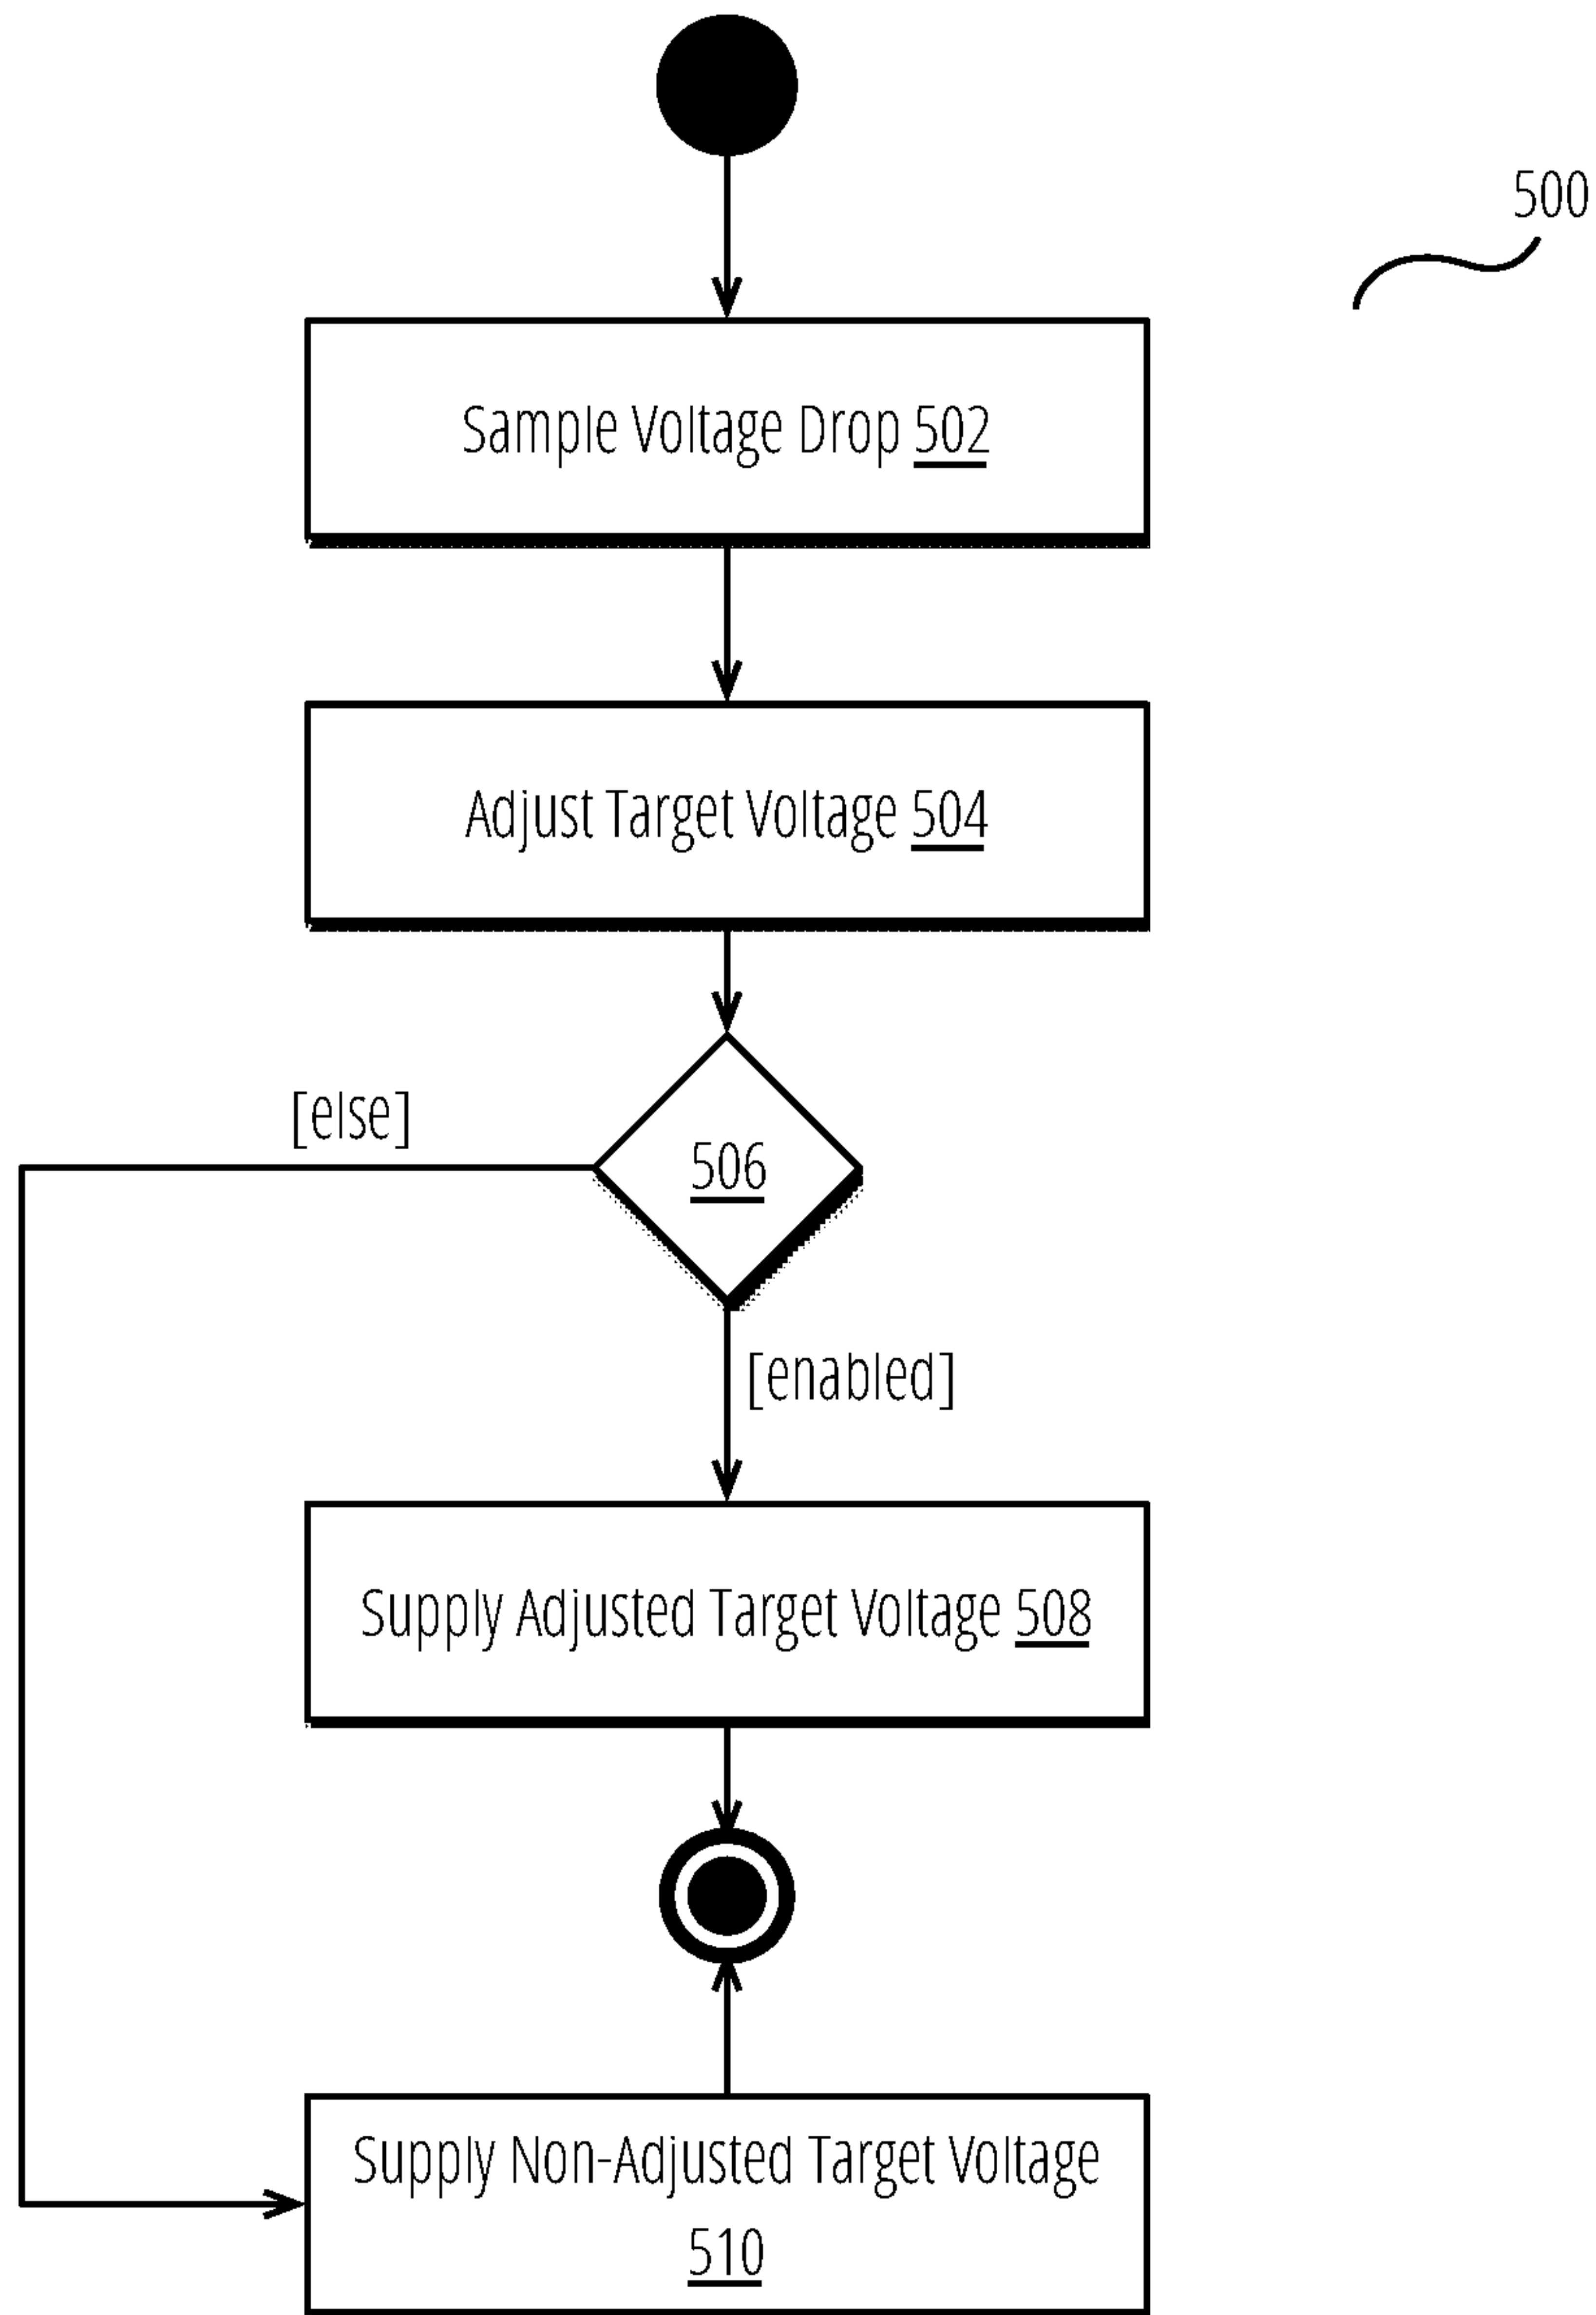 500
Sample Voltage Drop 502
Adjust Target Voltage 504
[else]
506
[enabled]
Supply Adjusted Target Voltage 508
Supply Non-Adjusted Target Voltage
510